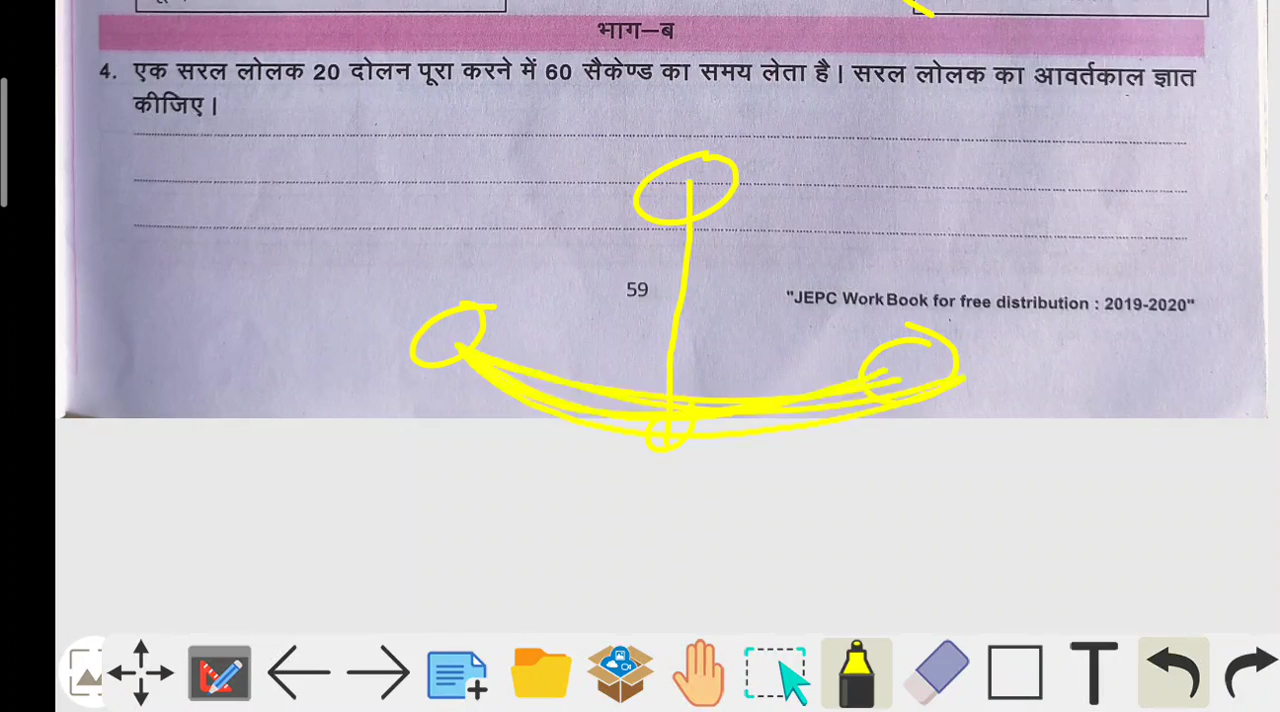 भाग–ब
4. एक सरल लोलक 20 दोलन पूरा करने में 60 सैकेण्ड का समय लेता है। सरल लोलक का आवर्तकाल ज्ञात
कीजिए।
59
"JEPC Work Book for free distribution : 2019-2020"
T